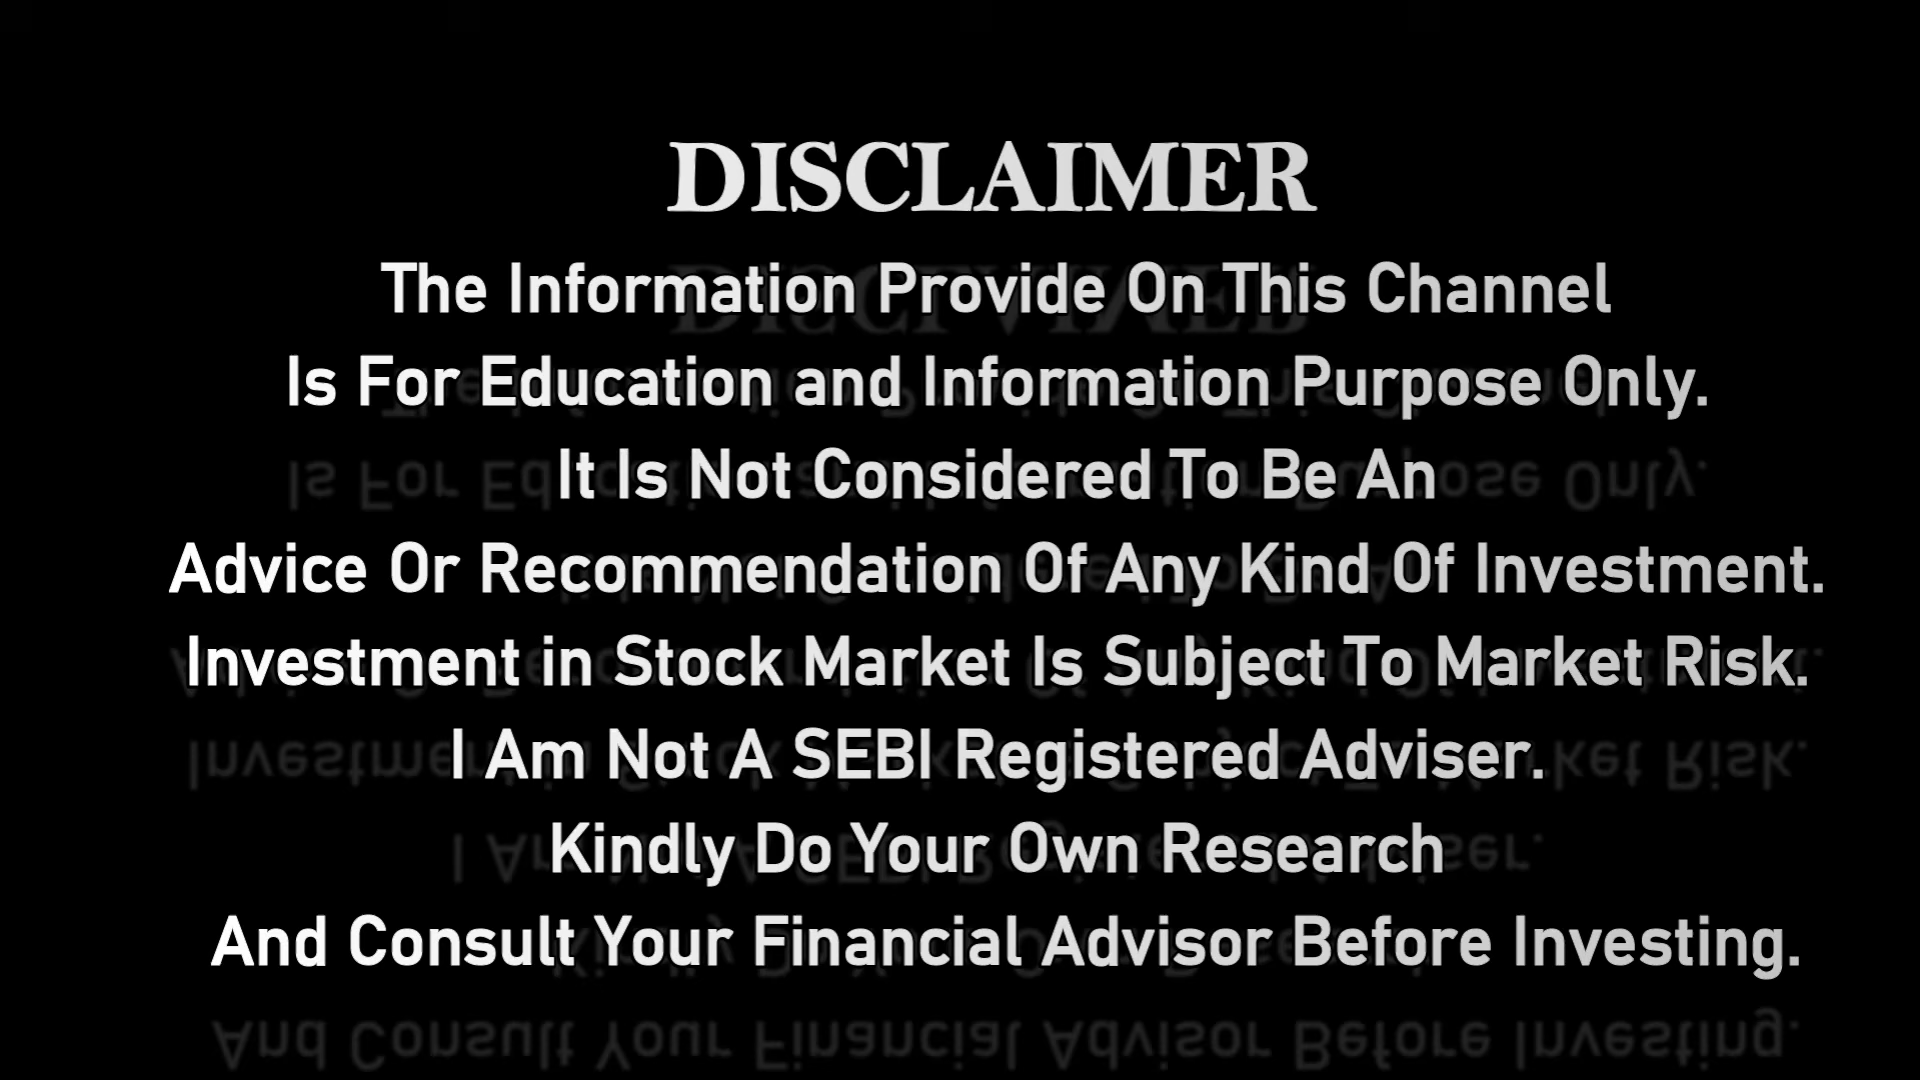 DISCLAIMER
The Information Provide On This Channel
Is For Education and Information Purpose Only.
It Is Not Considered To Be An
Advice Or Recommendation Of Any Kind Of Investment.
Investment in Stock Market Is Subject To Market Risk.
I Am Not A SEBI Registered Adviser.
Kindly Do Your Own Research
And Consult Your Financial Advisor Before Investing.